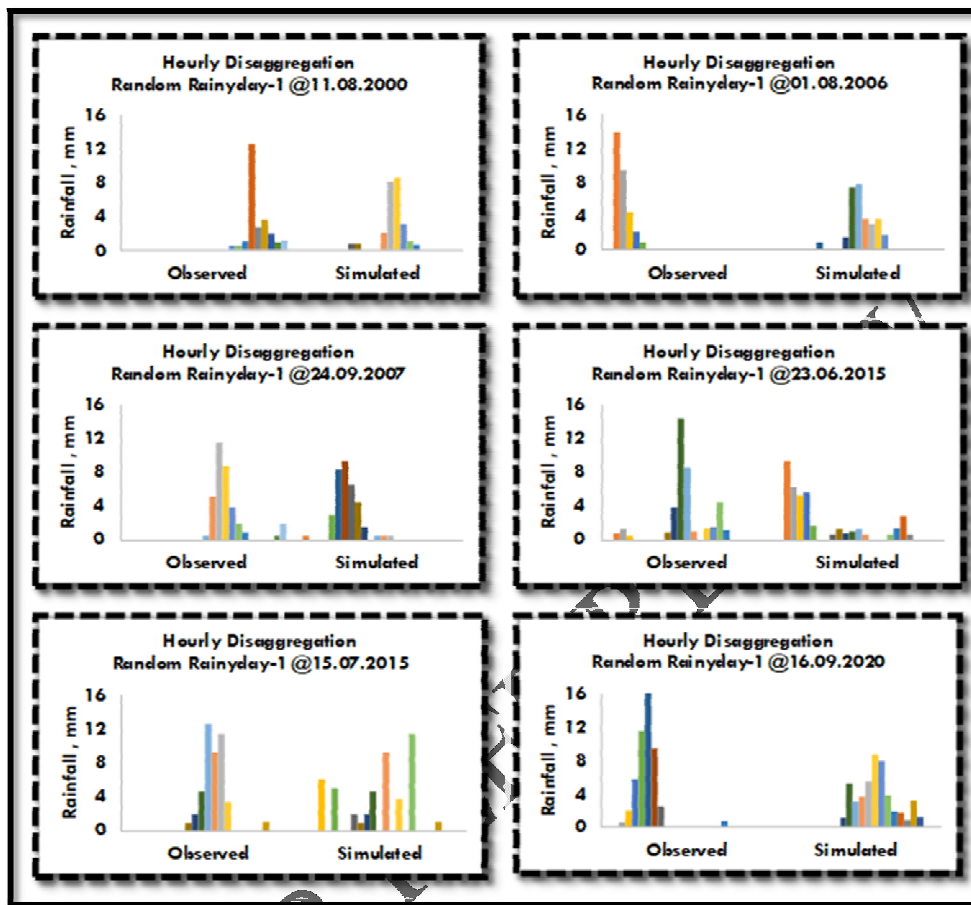 Hourly Disaggregation
Random Rainyday-1 @11.08.2000
16
12
8
4
0
Rainfall , mm
Observed Simulated
Hourly Disaggregation
Random Rainyday-1 @01.08.2006
16
12
8
4
0
Rainfall , mm
Observed Simulated
Hourly Disaggregation
Random Rainyday-1 @24.09.2007
16
12
8
4
0
Rainfall , mm
Observed Simulated
Hourly Disaggregation
Random Rainyday-1 @23.06.2015
16
12
8
4
0
Rainfall , mm
Observed Simulated
Hourly Disaggregation
Random Rainyday-1 @15.07.2015
16
12
8
4
0
Rainfall , mm
Observed Simulated
Hourly Disaggregation
Random Rainyday-1 @16.09.2020
16
12
8
4
0
Rainfall , mm
Observed Simulated